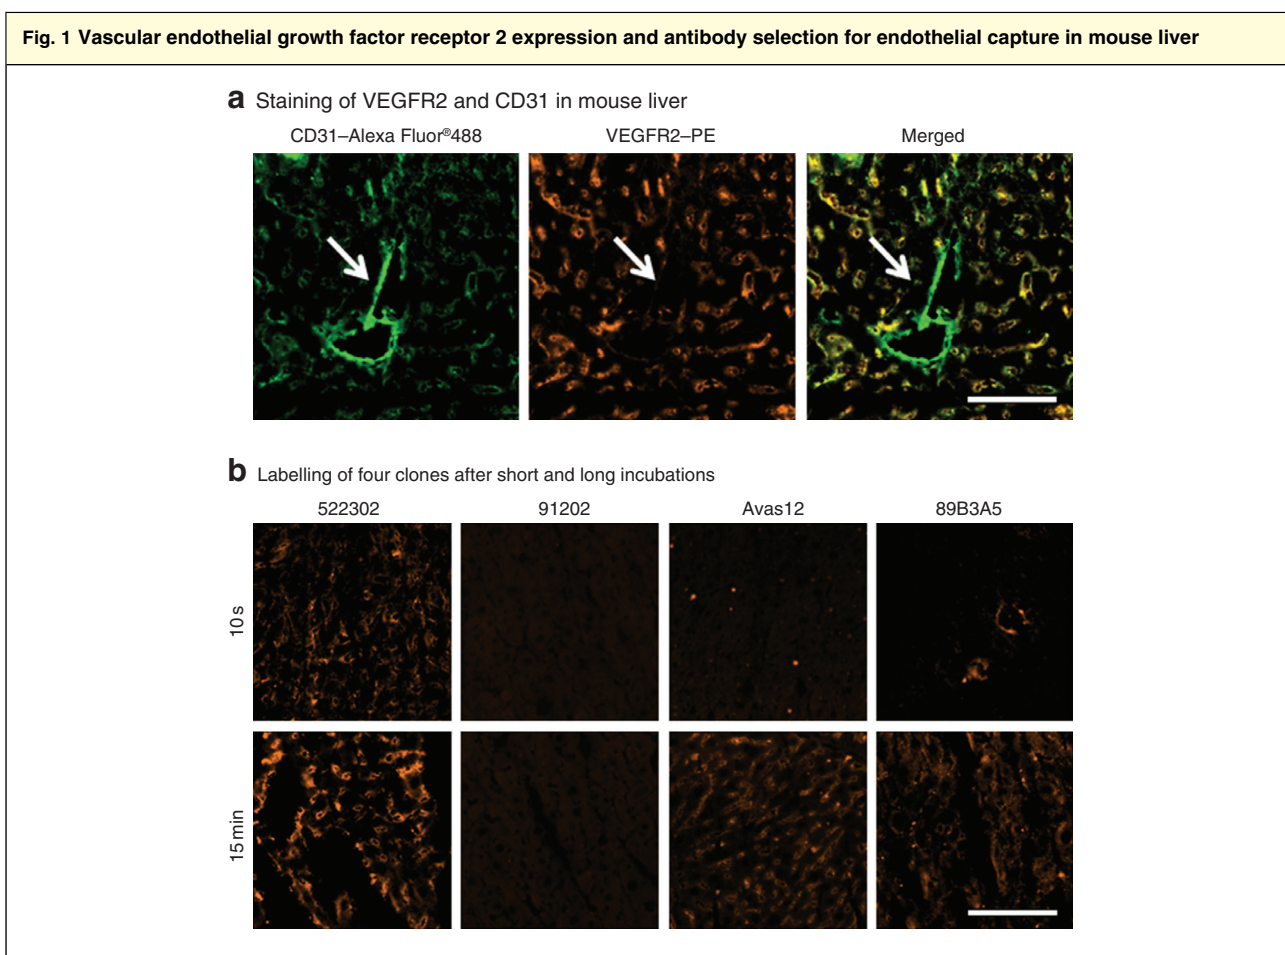 Fig. 1 Vascular endothelial growth factor receptor 2 expression and antibody selection for endothelial capture in mouse liver
a Staining of VEGFR2 and CD31 in mouse liver
CD31–Alexa Fluor®488 VEGFR2–PE Merged
b Labelling of four clones after short and long incubations
522302 91202 Avas12 89B3A5
10 s
15 min